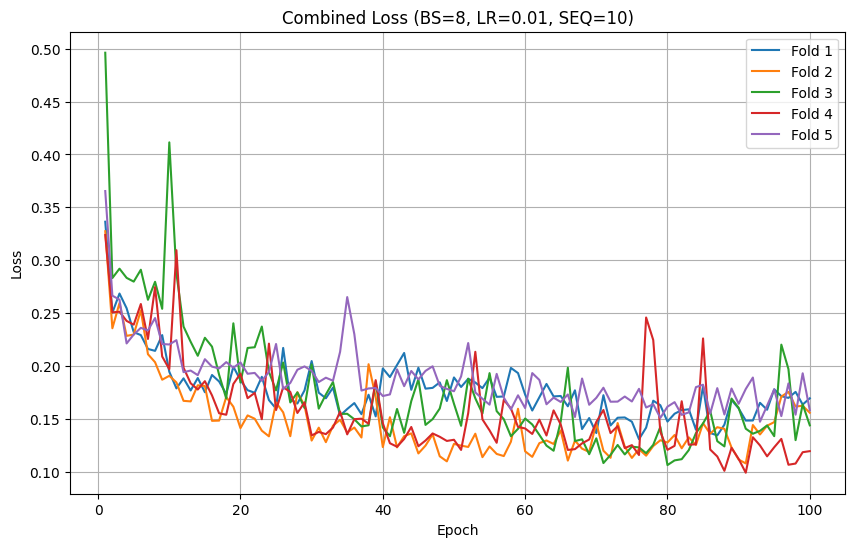 Combined Loss (BS=8, LR=0.01, SEQ=10)
0.50
0.45
0.40
0.35
0.30
0.25
0.20
0.15
0.10
Loss
Fold 1
Fold 2
Fold 3
Fold 4
Fold 5
0
20
40
60
80
100
Epoch